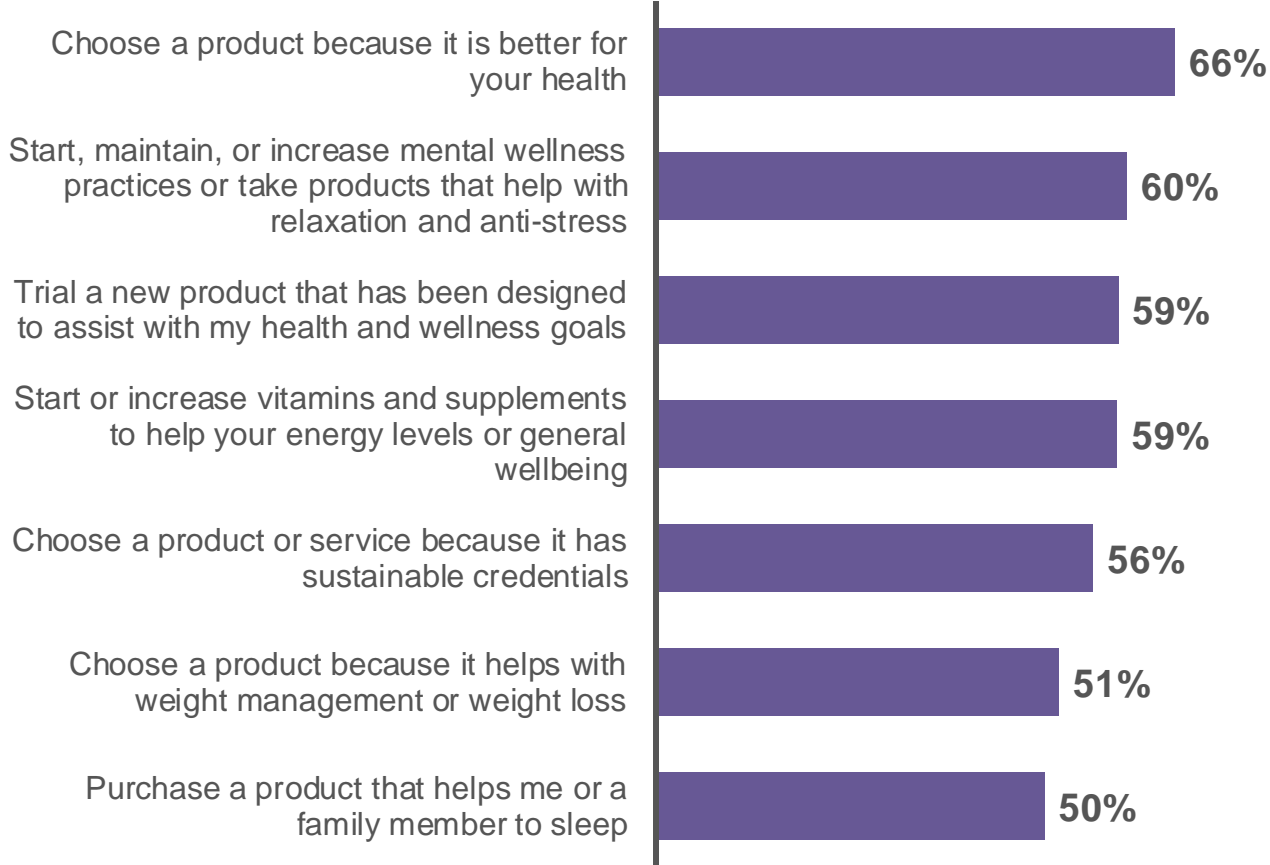 Choose a product because it is better for
your health
66%
Start, maintain, or increase mental wellness
practices or take products that help with
relaxation and anti-stress
60%
Trial a new product that has been designed
to assist with my health and wellness goals
59%
Start or increase vitamins and supplements
to help your energy levels or general
wellbeing
59%
Choose a product or service because it has
sustainable credentials
56%
Choose a product because it helps with
weight management or weight loss
51%
Purchase a product that helps me or a
family member to sleep
50%